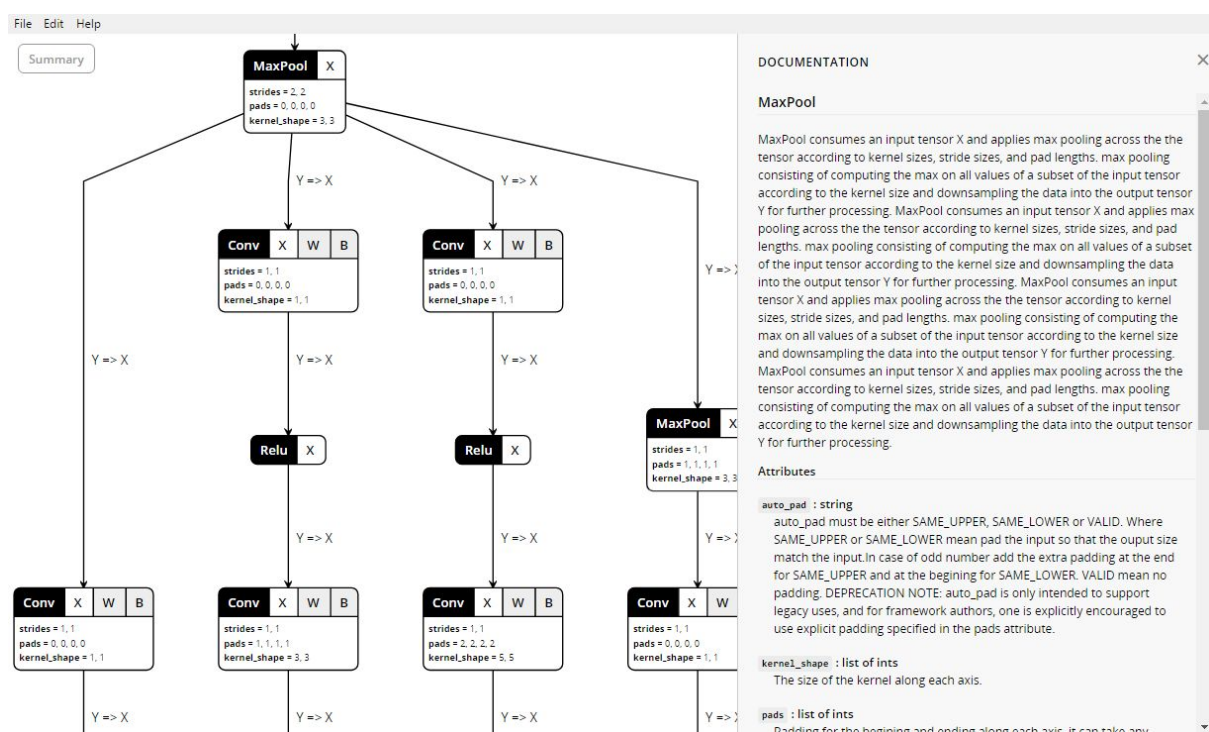 File Edit Help
Summary
MaxPool X
strides = 2, 2
pads = 0, 0, 0, 0
kernel_shape = 3, 3
Y => X
Y => X
Conv X W B
strides = 1, 1
pads = 0, 0, 0, 0
kernel_shape = 1, 1
Conv X W B
strides = 1, 1
pads = 0, 0, 0, 0
kernel_shape = 1, 1
Y =>
Y => X
Y => X
Y => X
MaxPool X
strides = 1, 1
pads = 1, 1, 1, 1
kernel_shape = 3, 3
Relu X
Relu X
Y => X
Y => X
Y =>
Conv X W B
strides = 1, 1
pads = 0, 0, 0, 0
kernel_shape = 1, 1
Conv X W B
strides = 1, 1
pads = 1, 1, 1, 1
kernel_shape = 3, 3
Conv X W B
strides = 1, 1
pads = 2, 2, 2, 2
kernel_shape = 5, 5
Conv X W
strides = 1, 1
pads = 0, 0, 0, 0
kernel_shape = 1, 1
Y => X
Y => X
Y => X
Y =>
DOCUMENTATION
MaxPool
MaxPool consumes an input tensor X and applies max pooling across the the
tensor according to kernel sizes, stride sizes, and pad lengths. max pooling
consisting of computing the max on all values of a subset of the input tensor
according to the kernel size and downsampling the data into the output tensor
Y for further processing. MaxPool consumes an input tensor X and applies max
pooling across the the tensor according to kernel sizes, stride sizes, and pad
lengths. max pooling consisting of computing the max on all values of a subset
of the input tensor according to the kernel size and downsampling the data
into the output tensor Y for further processing. MaxPool consumes an input
tensor X and applies max pooling across the the tensor according to kernel
sizes, stride sizes, and pad lengths. max pooling consisting of computing the
max on all values of a subset of the input tensor according to the kernel size
and downsampling the data into the output tensor Y for further processing.
MaxPool consumes an input tensor X and applies max pooling across the the
tensor according to kernel sizes, stride sizes, and pad lengths. max pooling
consisting of computing the max on all values of a subset of the input tensor
according to the kernel size and downsampling the data into the output tensor
Y for further processing.
Attributes
auto_pad : string
auto_pad must be either SAME_UPPER, SAME_LOWER or VALID. Where
SAME_UPPER or SAME_LOWER mean pad the input so that the ouput size
match the input.In case of odd number add the extra padding at the end
for SAME_UPPER and at the begining for SAME_LOWER. VALID mean no
padding. DEPRECATION NOTE: auto_pad is only intended to support
legacy uses, and for framework authors, one is explicitly encouraged to
use explicit padding specified in the pads attribute.
kernel_shape : list of ints
The size of the kernel along each axis.
pads : list of ints
Padding for the begining and ending along each axis, it can take any